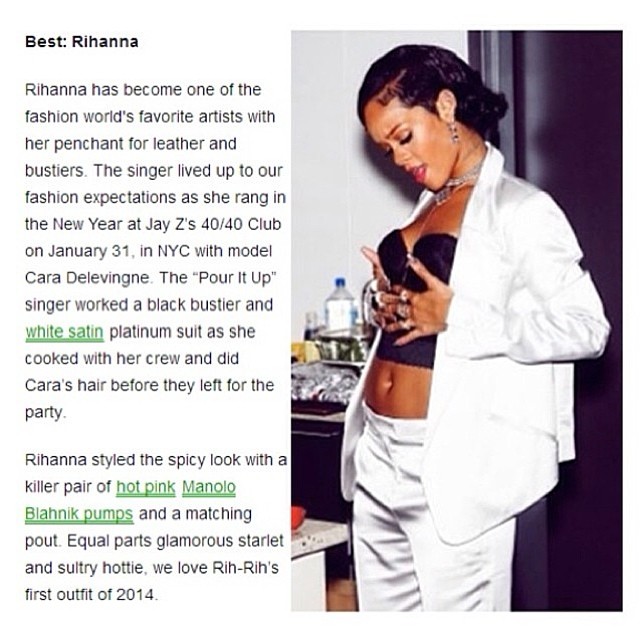 Best: Rihanna
Rihanna has become one of the
fashion world's favorite artists with
her penchant for leather and
bustiers. The singer lived up to our
fashion expectations as she rang in
the New Year at Jay Z's 40/40 Club
on January 31, in NYC with model
Cara Delevingne. The “Pour It Up”
singer worked a black bustier and
white satin platinum suit as she
cooked with her crew and did
Cara’s hair before they left for the
party.
Rihanna styled the spicy look with a
killer pair of hot pink Manolo
Blahnik pumps and a matching
pout. Equal parts glamorous starlet
and sultry hottie, we love Rih-Rih’s
first outfit of 2014.